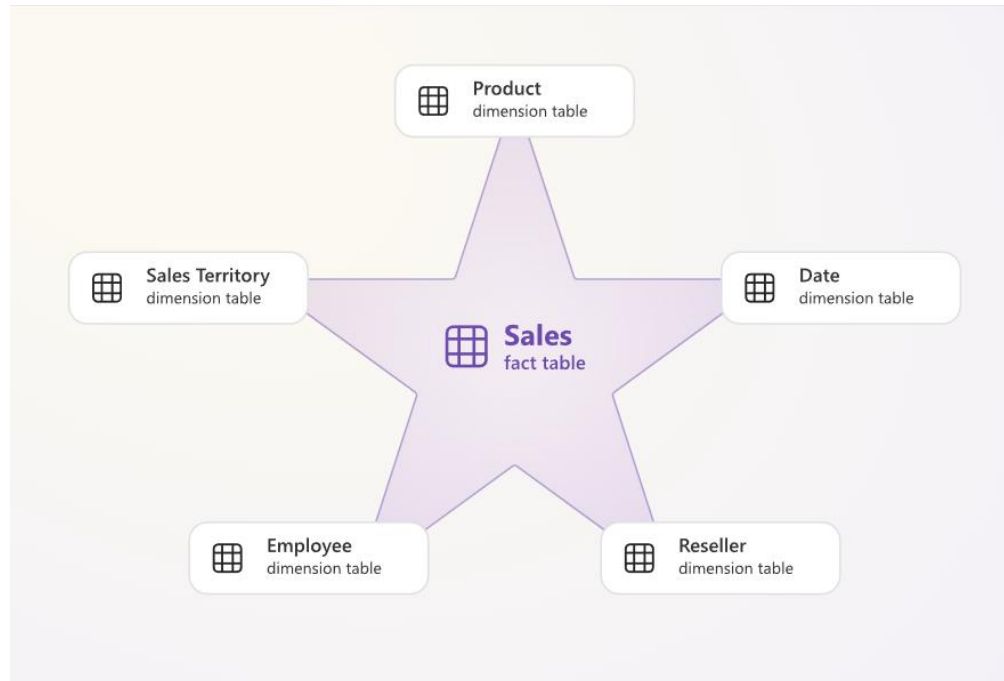 Product
dimension table
Sales Territory
dimension table
Date
dimension table
Sales
fact table
Employee
dimension table
Reseller
dimension table